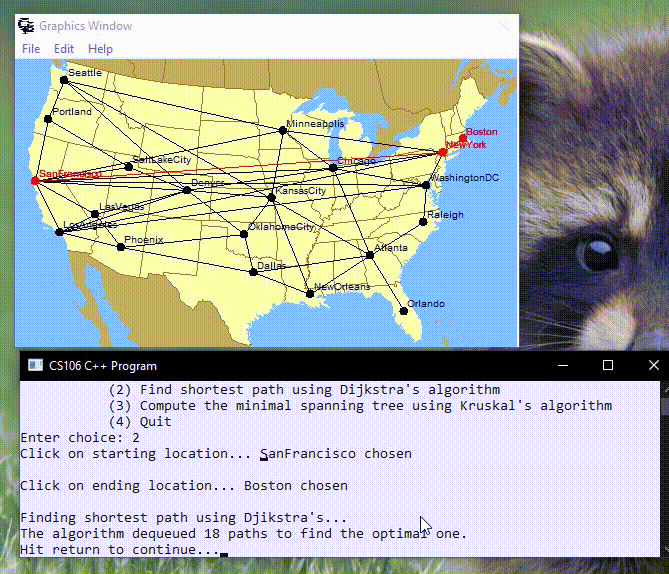 Graphics Window
File Edit Help
Seattle
Portland
Minneapolis
Boston
NewYork
SaltLakeCity
Chicago
SanFrancisco
Denver
KansasCity
WashingtonDC
LasVegas
Raleigh
LosAngeles
OklahomaCity
Phoenix
Atlanta
Dallas
NewOrleans
Orlando
CS106 C++ Program
(2) Find shortest path using Dijkstra's algorithm
(3) Compute the minimal spanning tree using Kruskal's algorithm
(4) Quit
Enter choice: 2
Click on starting location... SanFrancisco chosen
Click on ending location... Boston chosen
Finding shortest path using Djikstra's...
The algorithm dequeued 18 paths to find the optimal one.
Hit return to continue...